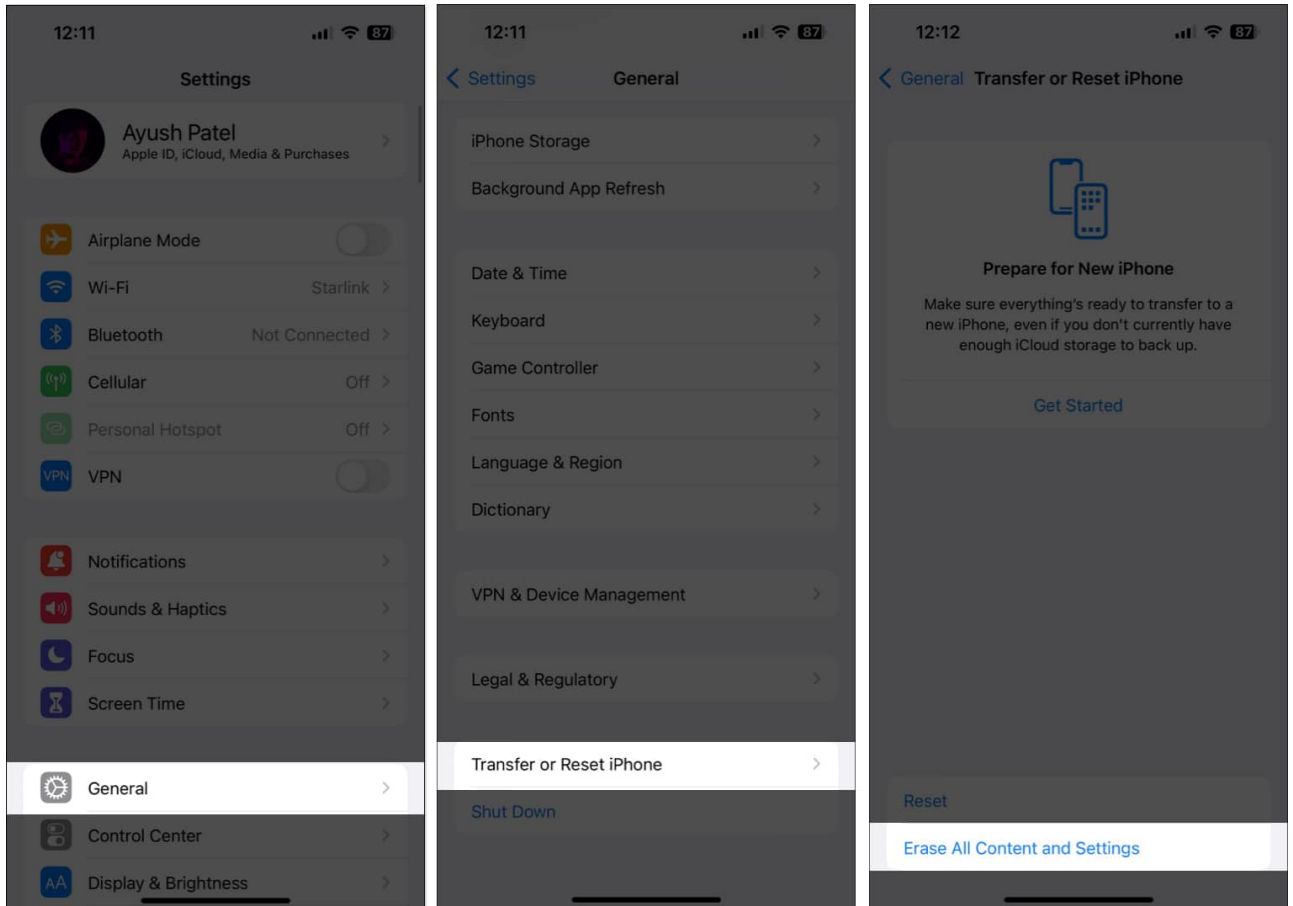 12:11
87
Settings
Ayush Patel
Apple ID, iCloud, Media & Purchases
Airplane Mode
Wi-Fi Starlink
Bluetooth Not Connected
Cellular Off
Personal Hotspot Off
VPN VPN
Notifications
Sounds & Haptics
Focus
Screen Time
General
Control Center
AA Display & Brightness
12:11
87
Settings General
iPhone Storage
Background App Refresh
Date & Time
Keyboard
Game Controller
Fonts
Language & Region
Dictionary
VPN & Device Management
Legal & Regulatory
Transfer or Reset iPhone
Shut Down
12:12
87
General Transfer or Reset iPhone
Prepare for New iPhone
Make sure everything's ready to transfer to a
new iPhone, even if you don't currently have
enough iCloud storage to back up.
Get Started
Reset
Erase All Content and Settings